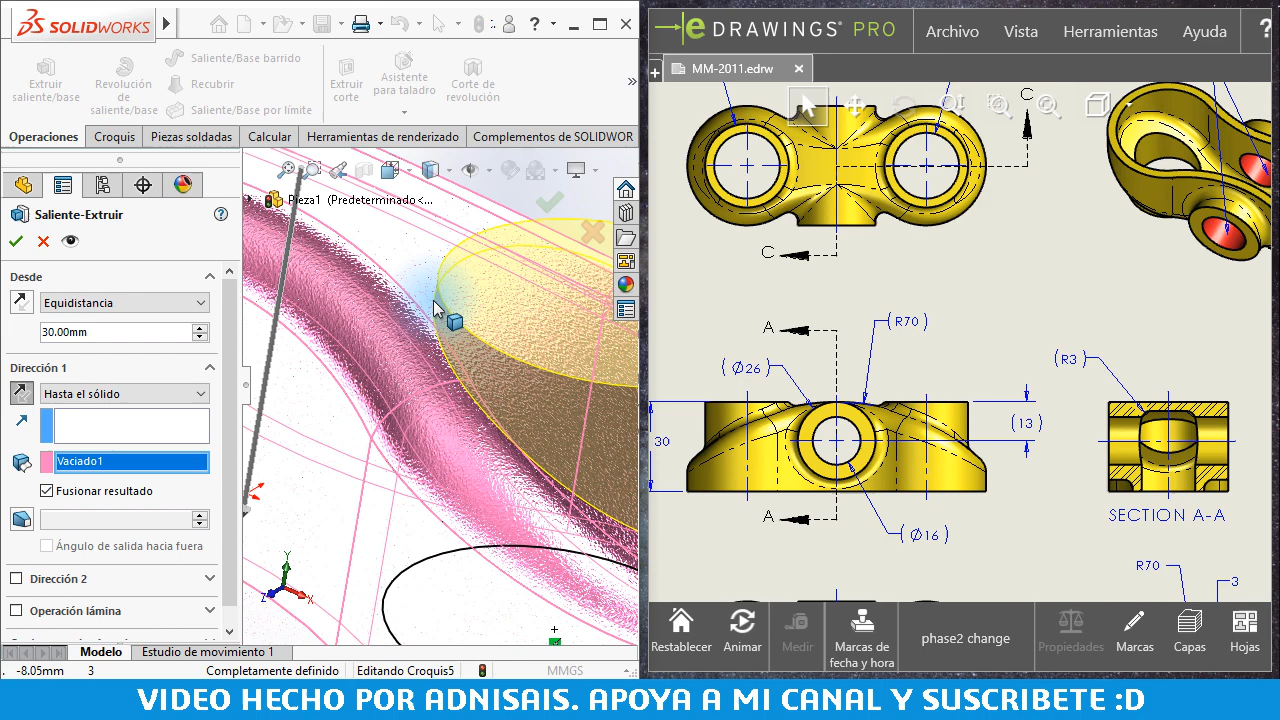 SOLIDWORKS
Extruir saliente/base
Revolución de saliente/base
Saliente/Base barrido
Recubrir
Saliente/Base por límite
Extruir corte
Asistente para taladro
Corte de revolución
Operaciones
Croquis
Piezas soldadas
Calcular
Herramientas de renderizado
Complementos de SOLIDWOR
Pieza1 (Predeterminado<...
Saliente-Extruir
Desde
Equidistancia
30.00mm
Dirección 1
Hasta el sólido
Vaciado1
Fusionar resultado
Ángulo de salida hacia fuera
Dirección 2
Operación lámina
Y
X
Z
Modelo
Estudio de movimiento 1
-8.05mm
3
Completamente definido
Editando Croquis5
MMGS
eDRAWINGS® PRO
Archivo
Vista
Herramientas
Ayuda
?
MM-2011.edrw
C
C
A
(R70)
(Ø26)
(R3)
(13)
30
A
(Ø16)
SECTION A-A
R70
3
Restablecer
Animar
Medir
Marcas de fecha y hora
phase2 change
Propiedades
Marcas
Capas
Hojas
VIDEO HECHO POR ADNISAIS. APOYA A MI CANAL Y SUSCRIBETE :D